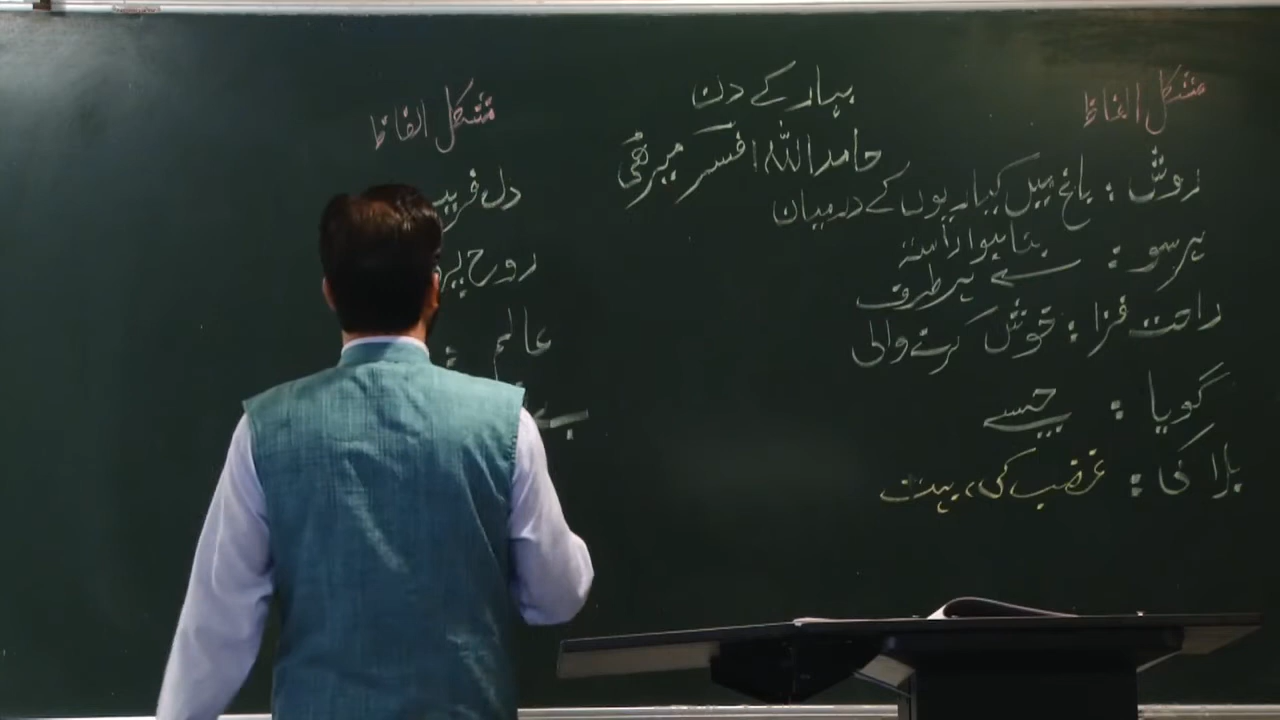 بہار کے دن
حامد اللہ افسر میرٹھی
مشکل الفاظ
روش : باغ میں کیاریوں کے درمیان
بنا ہوا راستہ
ہر سو : سے ہر طرف
راحت فزا : خوش کرنے والی
گویا : جیسے
بلا کی : غضب کی، بہت
مشکل الفاظ
دل
روح
عالم :